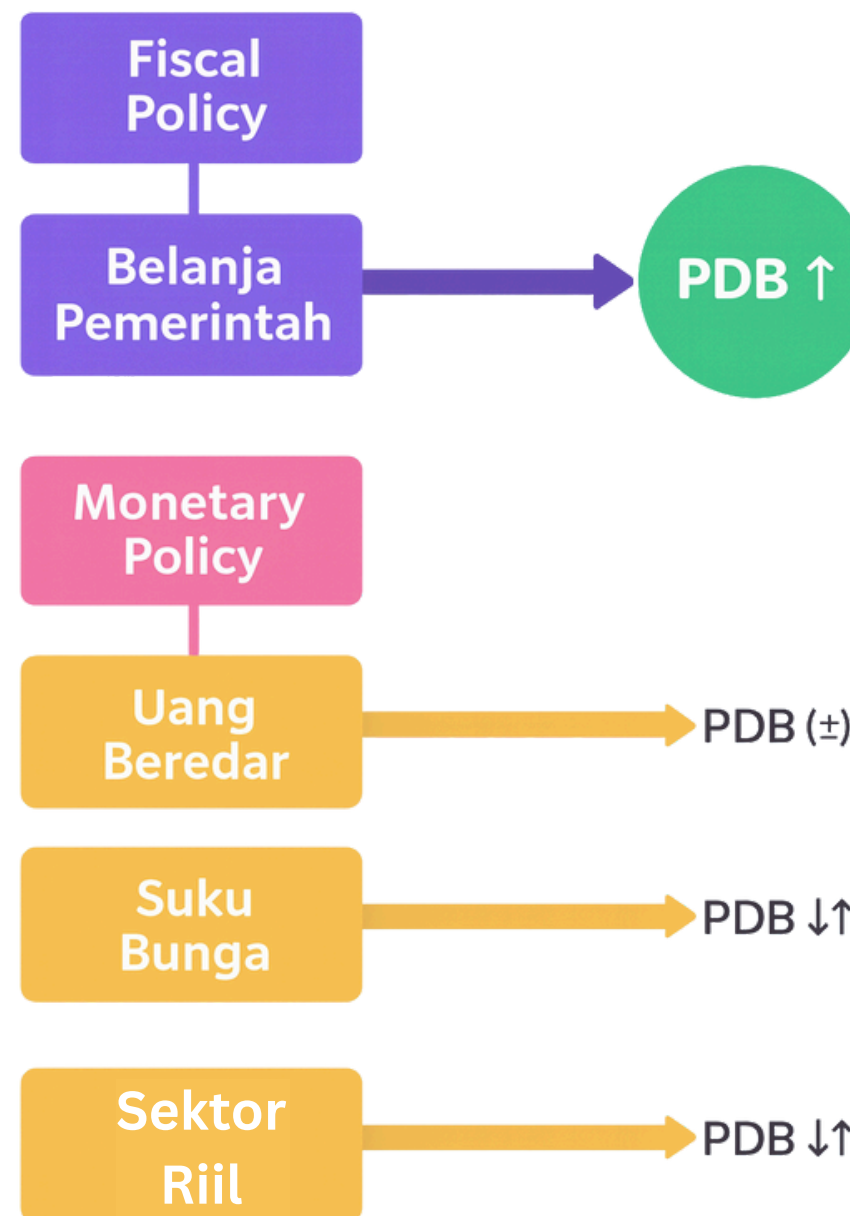 Fiscal
Policy
Belanja
Pemerintah
PDB ↑
Monetary
Policy
Uang
Beredar
PDB (±)
Suku
Bunga
PDB ↓↑
Sektor
Riil
PDB ↓↑